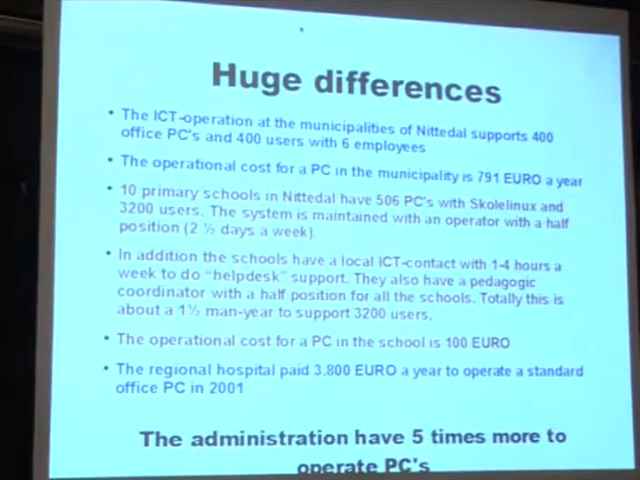 Huge differences
• The ICT-operation at the municipalities of Nittedal supports 400
office PC's and 400 users with 6 employees
• The operational cost for a PC in the municipality is 791 EURO a year
• 10 primary schools in Nittedal have 506 PC's with Skolelinux and
3200 users. The system is maintained with an operator with a half
position (2 ½ days a week).
• In addition the schools have a local ICT-contact with 1-4 hours a
week to do "helpdesk" support. They also have a pedagogic
coordinator with a half position for all the schools. Totally this is
about a 1½ man-year to support 3200 users.
• The operational cost for a PC in the school is 100 EURO
• The regional hospital paid 3.800 EURO a year to operate a standard
office PC in 2001
The administration have 5 times more to
operate PC's